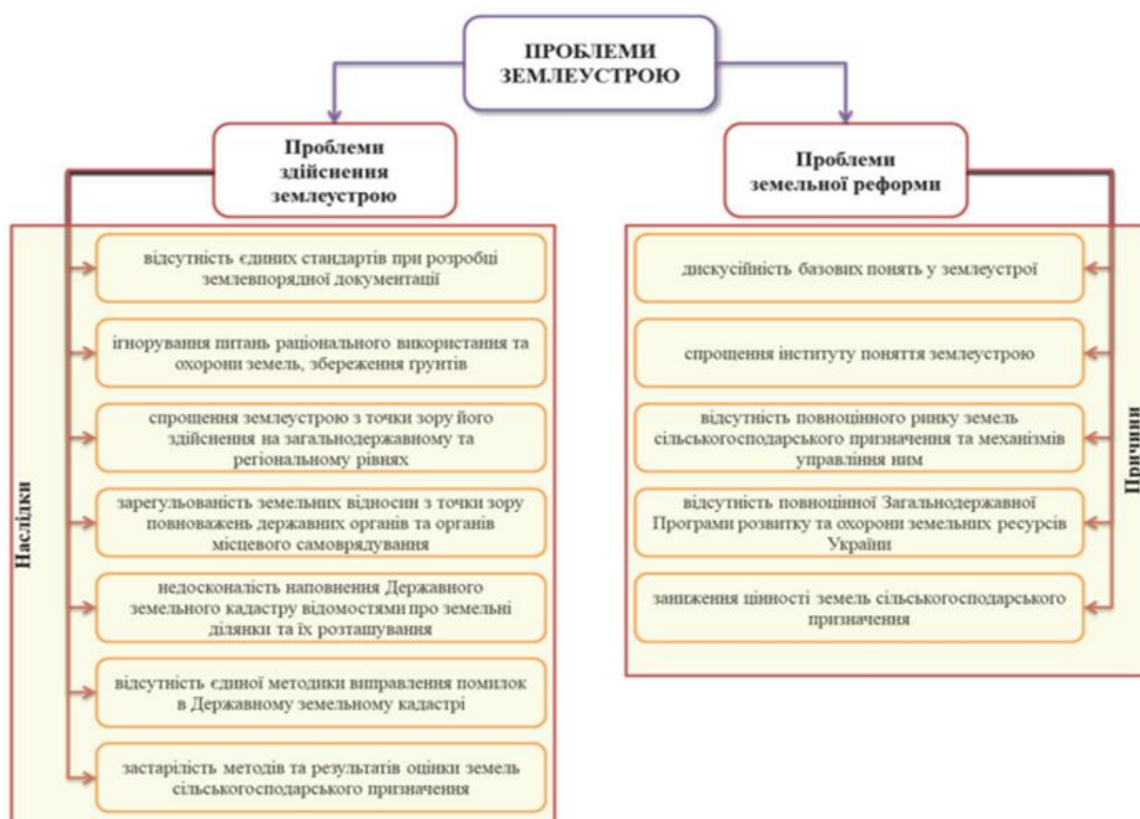 ПРОБЛЕМИ
ЗЕМЛЕУСТРОЮ
Проблеми
здійснення
землеустрою
Наслідки
відсутність єдиних стандартів при розробці
землевпорядної документації
ігнорування питань раціонального використання та
охорони земель, збереження ґрунтів
спрощення землеустрою з точки зору його
здійснення на загальнодержавному та
регіональному рівнях
зарегульованість земельних відносин з точки зору
повноважень державних органів та органів
місцевого самоврядування
недосконалість наповнення Державного
земельного кадастру відомостями про земельні
ділянки та їх розташування
відсутність єдиної методики виправлення помилок
в Державному земельному кадастрі
застарілість методів та результатів оцінки земель
сільськогосподарського призначення
Проблеми
земельної реформи
Причини
дискусійність базових понять у землеустрої
спрощення інституту поняття землеустрою
відсутність повноцінного ринку земель
сільськогосподарського призначення та механізмів
управління ним
відсутність повноцінної Загальнодержавної
Програми розвитку та охорони земельних ресурсів
України
заниження цінності земель сільськогосподарського
призначення